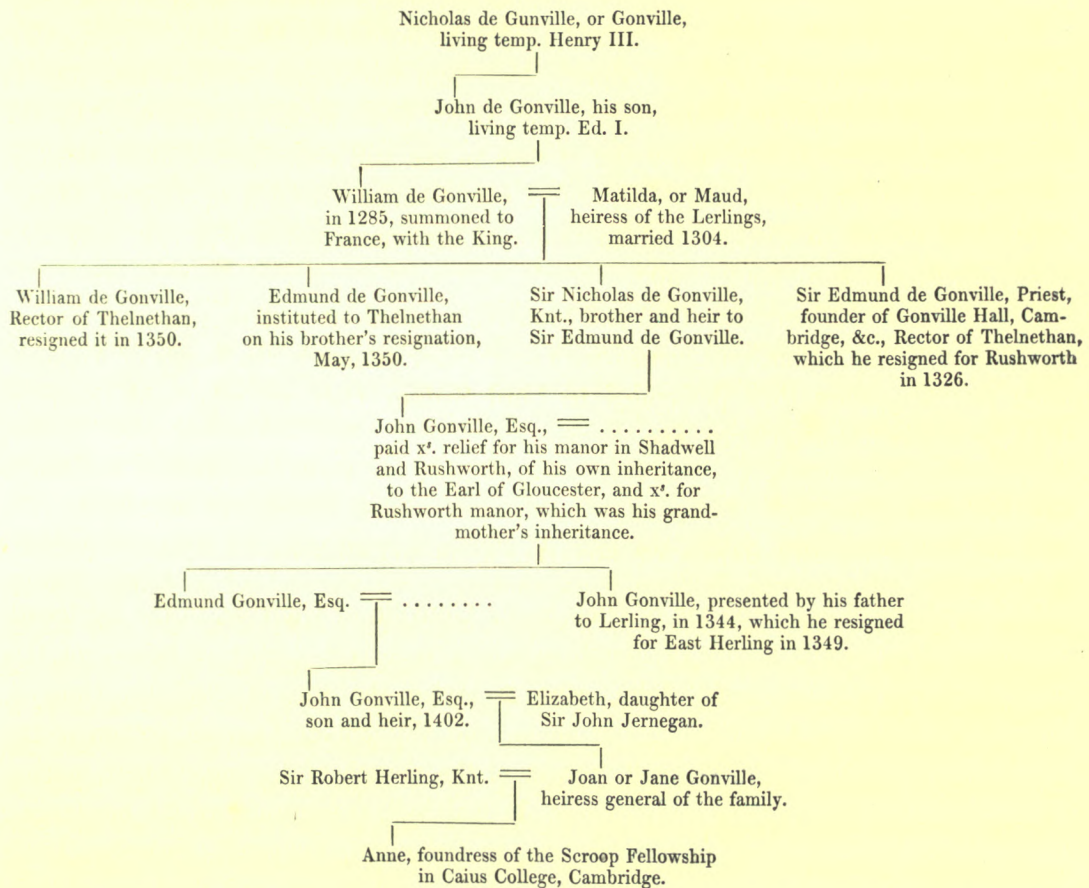 Nicholas de Gunville, or Gonville,
living temp. Henry III.
John de Gonville, his son,
living temp. Ed. I.
William de Gonville,
in 1285, summoned to
France, with the King.
Matilda, or Maud,
heiress of the Lerlings,
married 1304.
William de Gonville,
Rector of Thelnethan,
resigned it in 1350.
Edmund de Gonville,
instituted to Thelnethan
on his brother's resignation,
May, 1350.
Sir Nicholas de Gonville,
Knt., brother and heir to
Sir Edmund de Gonville.
Sir Edmund de Gonville, Priest,
founder of Gonville Hall, Cam-
bridge, &c., Rector of Thelnethan,
which he resigned for Rushworth
in 1326.
John Gonville, Esq., = . . . . . . . . . .
paid xˢ. relief for his manor in Shadwell
and Rushworth, of his own inheritance,
to the Earl of Gloucester, and xˢ. for
Rushworth manor, which was his grand-
mother's inheritance.
Edmund Gonville, Esq. = . . . . . . . .
John Gonville, presented by his father
to Lerling, in 1344, which he resigned
for East Herling in 1349.
John Gonville, Esq.,
son and heir, 1402.
Elizabeth, daughter of
Sir John Jernegan.
Sir Robert Herling, Knt.
Joan or Jane Gonville,
heiress general of the family.
Anne, foundress of the Scroop Fellowship
in Caius College, Cambridge.